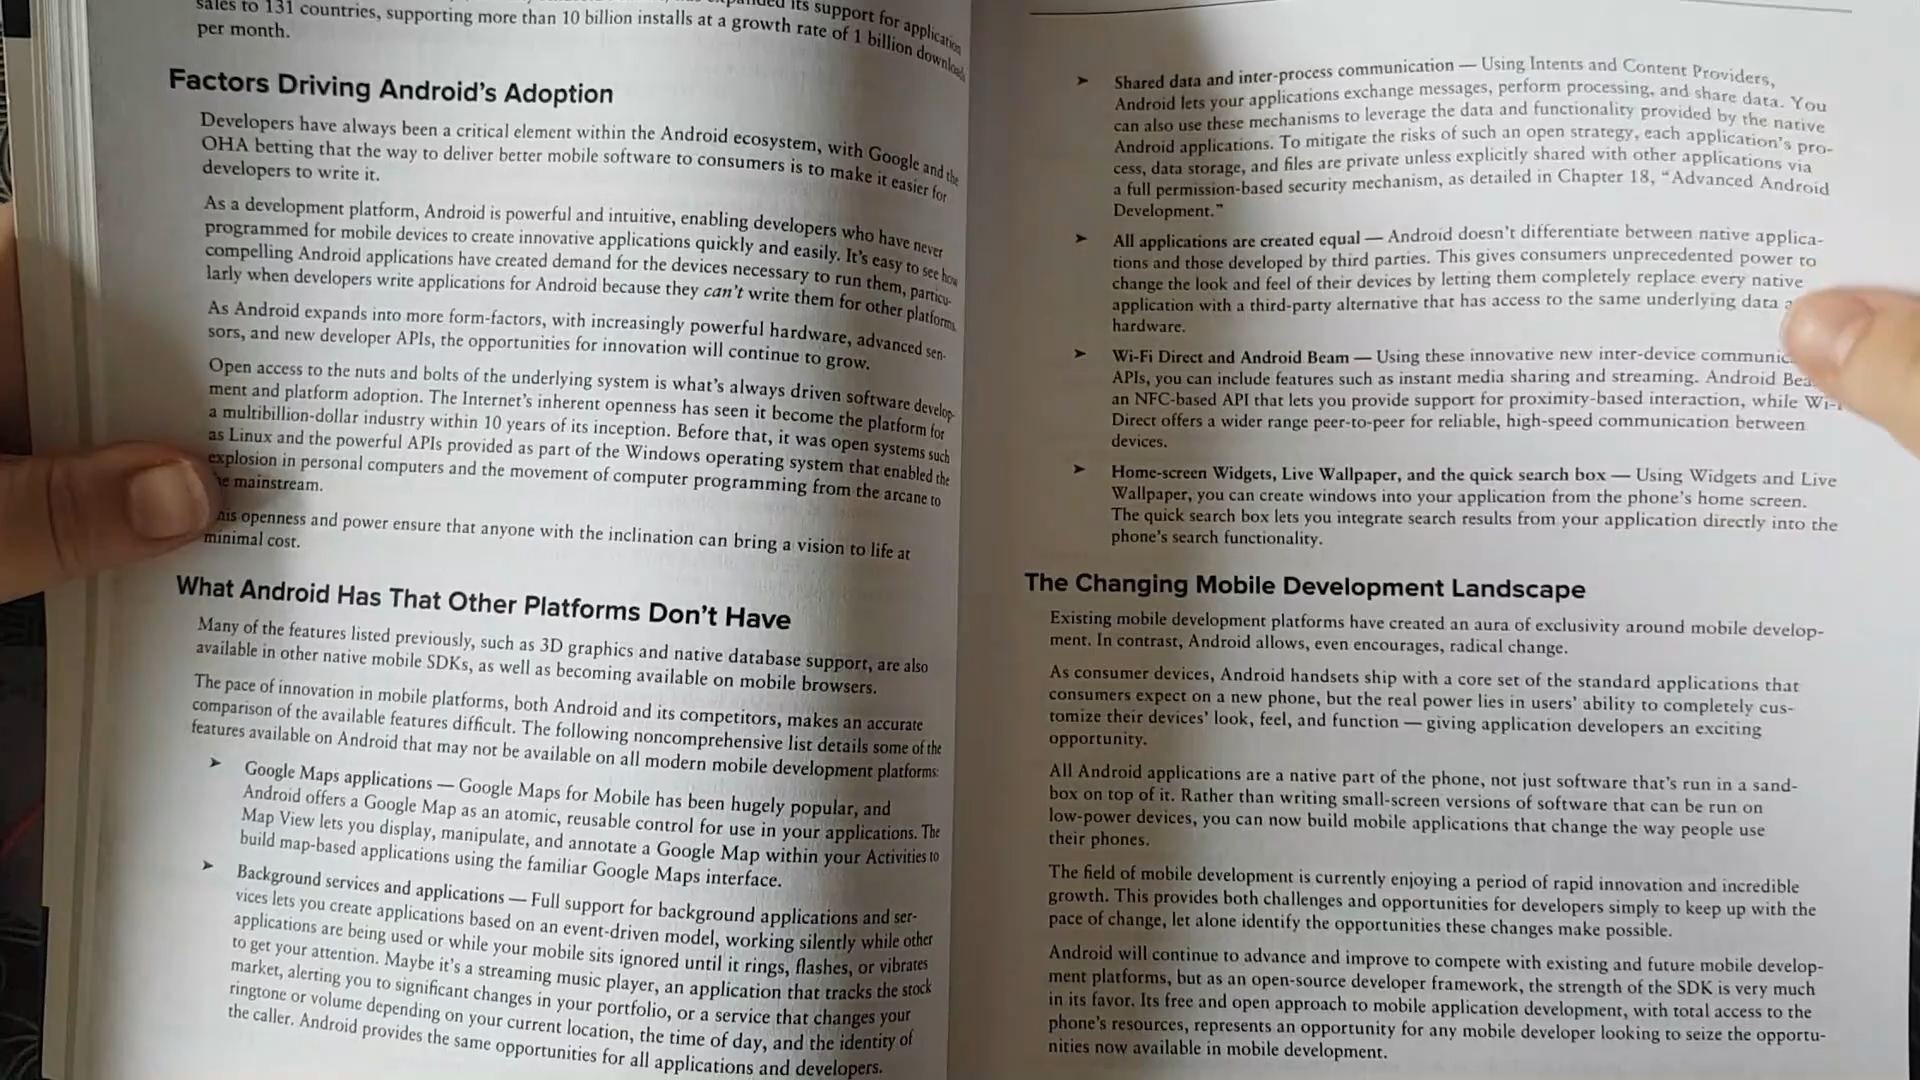 its support for application
sales to 131 countries, supporting more than 10 billion installs at a growth rate of 1 billion downloads
per month.
Factors Driving Android's Adoption
Developers have always been a critical element within the Android ecosystem, with Google and the
OHA betting that the way to deliver better mobile software to consumers is to make it easier for
developers to write it.
As a development platform, Android is powerful and intuitive, enabling developers who have never
programmed for mobile devices to create innovative applications quickly and easily. It's easy to see how
compelling Android applications have created demand for the devices necessary to run them, particu-
larly when developers write applications for Android because they can't write them for other platforms.
As Android expands into more form-factors, with increasingly powerful hardware, advanced sen-
sors, and new developer APIs, the opportunities for innovation will continue to grow.
Open access to the nuts and bolts of the underlying system is what's always driven software develop-
ment and platform adoption. The Internet's inherent openness has seen it become the platform for
a multibillion-dollar industry within 10 years of its inception. Before that, it was open systems such
as Linux and the powerful APIs provided as part of the Windows operating system that enabled the
explosion in personal computers and the movement of computer programming from the arcane to
he mainstream.
his openness and power ensure that anyone with the inclination can bring a vision to life at
minimal cost.
What Android Has That Other Platforms Don't Have
Many of the features listed previously, such as 3D graphics and native database support, are also
available in other native mobile SDKs, as well as becoming available on mobile browsers.
The pace of innovation in mobile platforms, both Android and its competitors, makes an accurate
comparison of the available features difficult. The following noncomprehensive list details some of the
features available on Android that may not be available on all modern mobile development platforms:
➤ Google Maps applications — Google Maps for Mobile has been hugely popular, and
Android offers a Google Map as an atomic, reusable control for use in your applications. The
Map View lets you display, manipulate, and annotate a Google Map within your Activities to
build map-based applications using the familiar Google Maps interface.
➤ Background services and applications — Full support for background applications and ser-
vices lets you create applications based on an event-driven model, working silently while other
applications are being used or while your mobile sits ignored until it rings, flashes, or vibrates
to get your attention. Maybe it's a streaming music player, an application that tracks the stock
market, alerting you to significant changes in your portfolio, or a service that changes your
ringtone or volume depending on your current location, the time of day, and the identity of
the caller. Android provides the same opportunities for all applications and developers.
➤ Shared data and inter-process communication — Using Intents and Content Providers,
Android lets your applications exchange messages, perform processing, and share data. You
can also use these mechanisms to leverage the data and functionality provided by the native
Android applications. To mitigate the risks of such an open strategy, each application's pro-
cess, data storage, and files are private unless explicitly shared with other applications via
a full permission-based security mechanism, as detailed in Chapter 18, "Advanced Android
Development."
➤ All applications are created equal — Android doesn't differentiate between native applica-
tions and those developed by third parties. This gives consumers unprecedented power to
change the look and feel of their devices by letting them completely replace every native
application with a third-party alternative that has access to the same underlying data
hardware.
➤ Wi-Fi Direct and Android Beam — Using these innovative new inter-device communic
APIs, you can include features such as instant media sharing and streaming. Android Bea
an NFC-based API that lets you provide support for proximity-based interaction, while Wi-
Direct offers a wider range peer-to-peer for reliable, high-speed communication between
devices.
➤ Home-screen Widgets, Live Wallpaper, and the quick search box — Using Widgets and Live
Wallpaper, you can create windows into your application from the phone's home screen.
The quick search box lets you integrate search results from your application directly into the
phone's search functionality.
The Changing Mobile Development Landscape
Existing mobile development platforms have created an aura of exclusivity around mobile develop-
ment. In contrast, Android allows, even encourages, radical change.
As consumer devices, Android handsets ship with a core set of the standard applications that
consumers expect on a new phone, but the real power lies in users' ability to completely cus-
tomize their devices' look, feel, and function — giving application developers an exciting
opportunity.
All Android applications are a native part of the phone, not just software that's run in a sand-
box on top of it. Rather than writing small-screen versions of software that can be run on
low-power devices, you can now build mobile applications that change the way people use
their phones.
The field of mobile development is currently enjoying a period of rapid innovation and incredible
growth. This provides both challenges and opportunities for developers simply to keep up with the
pace of change, let alone identify the opportunities these changes make possible.
Android will continue to advance and improve to compete with existing and future mobile develop-
ment platforms, but as an open-source developer framework, the strength of the SDK is very much
in its favor. Its free and open approach to mobile application development, with total access to the
phone's resources, represents an opportunity for any mobile developer looking to seize the opportu-
nities now available in mobile development.